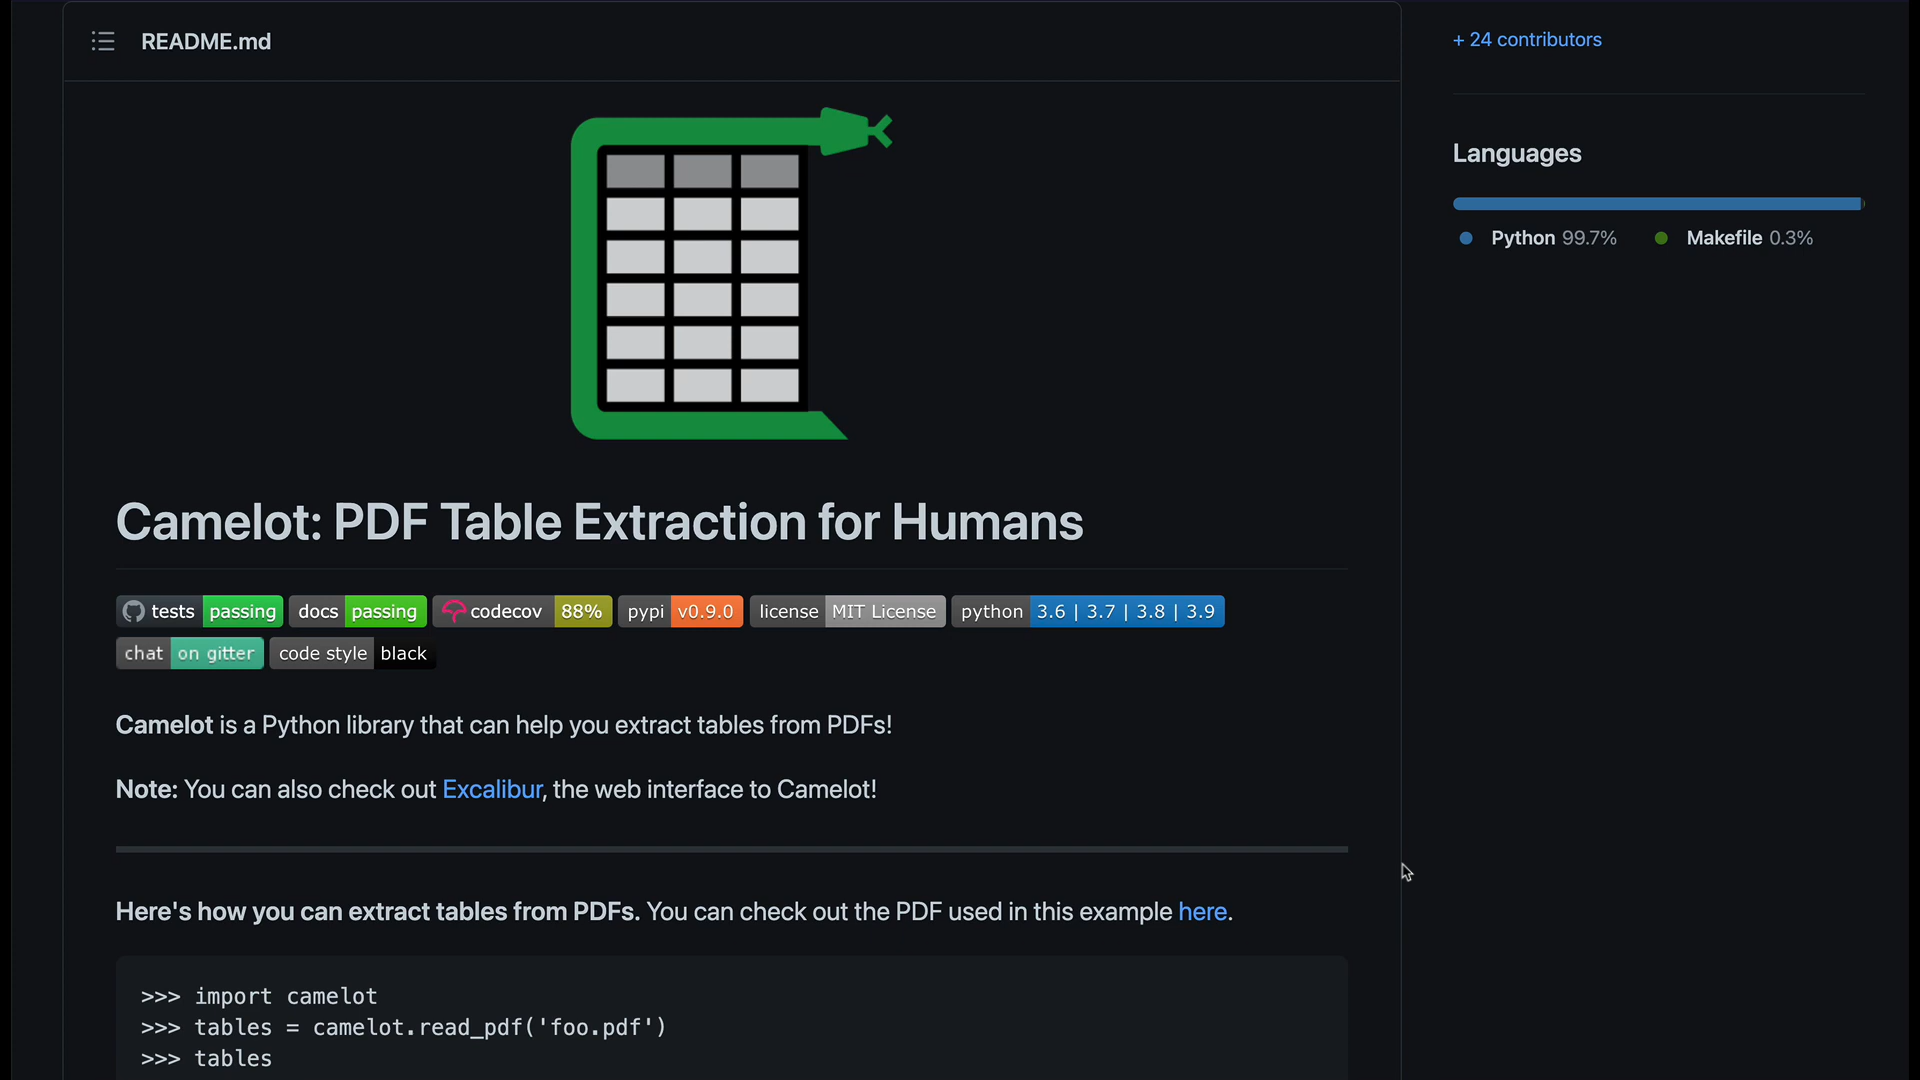 README.md
+ 24 contributors
Languages
Python 99.7% Makefile 0.3%
Camelot: PDF Table Extraction for Humans
tests passing docs passing codecov 88% pypi v0.9.0 license MIT License python 3.6 | 3.7 | 3.8 | 3.9
chat on gitter code style black
Camelot is a Python library that can help you extract tables from PDFs!
Note: You can also check out Excalibur, the web interface to Camelot!
Here's how you can extract tables from PDFs. You can check out the PDF used in this example here.
>>> import camelot
>>> tables = camelot.read_pdf('foo.pdf')
>>> tables